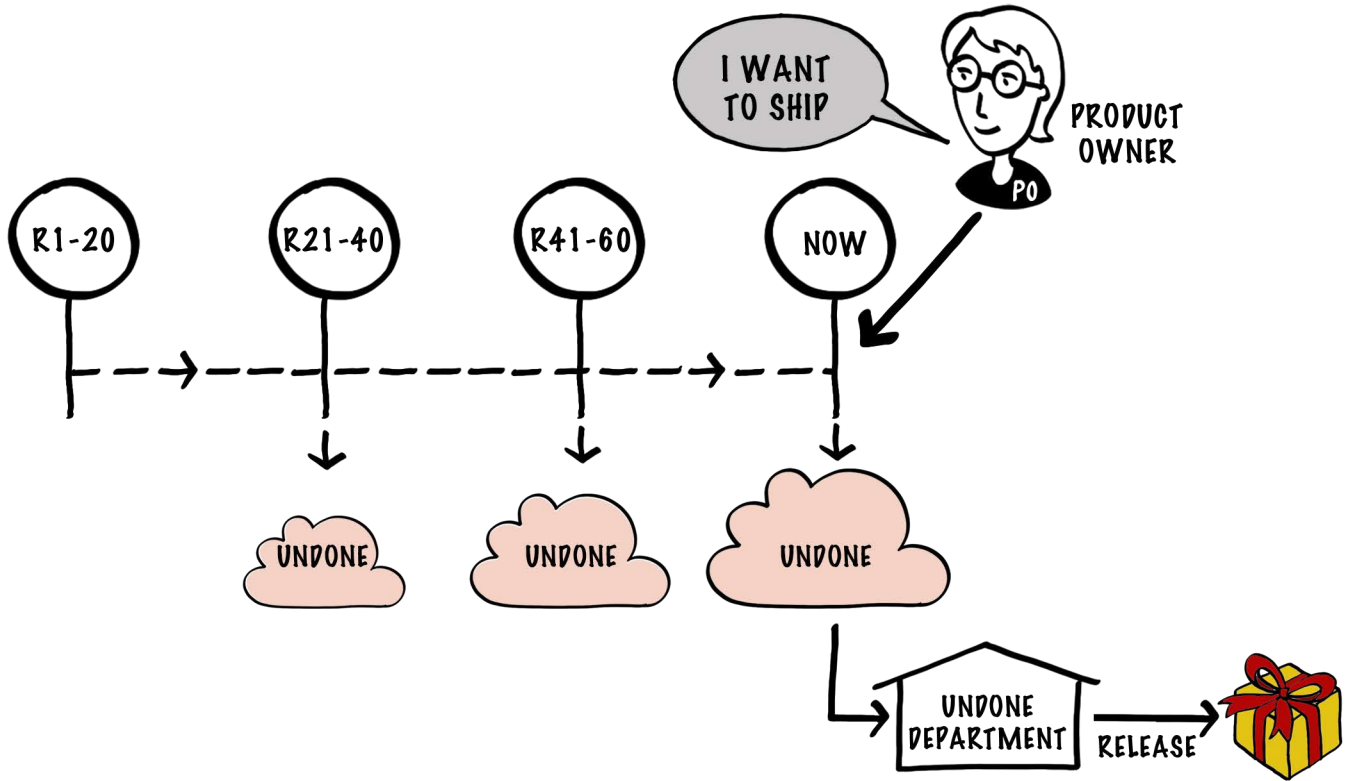 I WANT
TO SHIP
PRODUCT
OWNER
PO
R1-20
R21-40
R41-60
NOW
UNDONE
UNDONE
UNDONE
UNDONE
DEPARTMENT
RELEASE